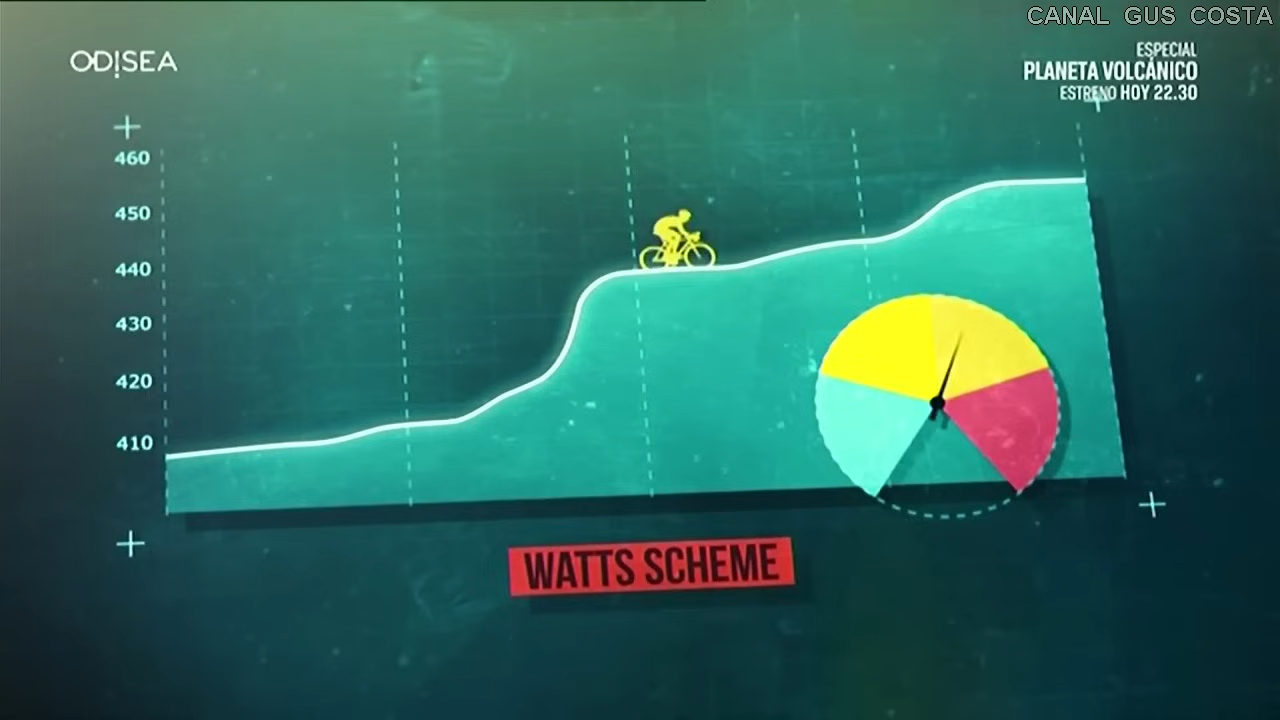 CANAL GUS COSTA
ODISEA
ESPECIAL
PLANETA VOLCÁNICO
ESTRENO HOY 22.30
460
450
440
430
420
410
WATTS SCHEME